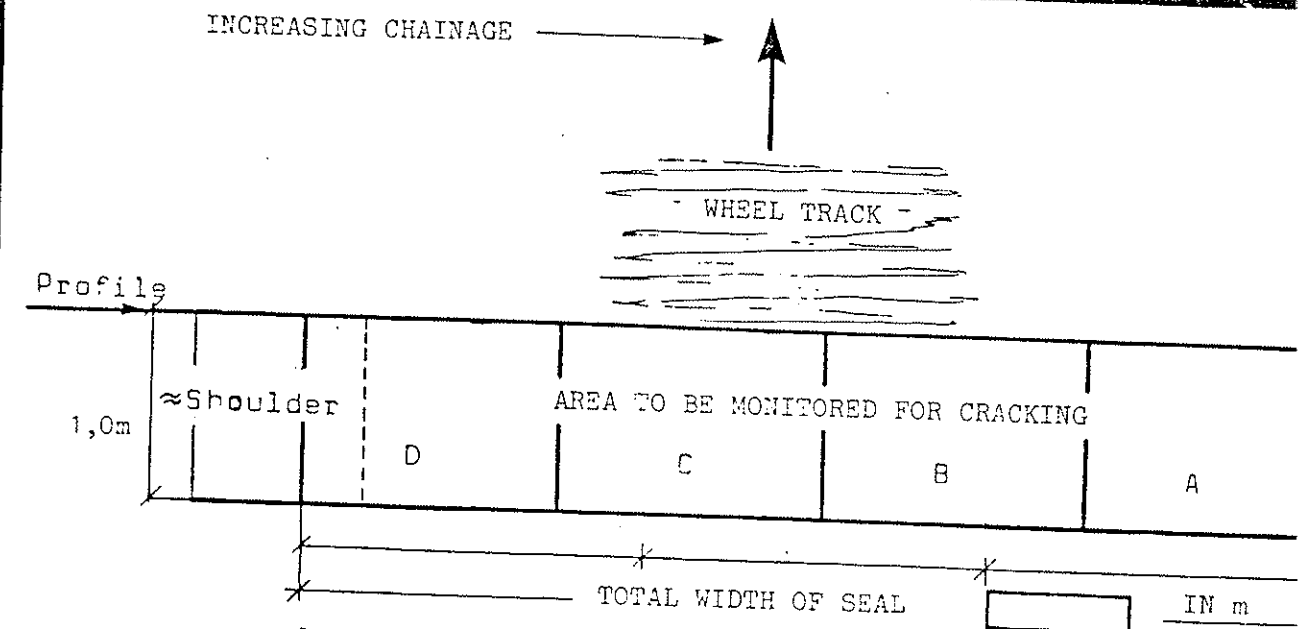 INCREASING CHAINAGE
- WHEEL TRACK -
Profile
≈Shoulder
AREA TO BE MONITORED FOR CRACKING
1,0m
D
C
B
A
TOTAL WIDTH OF SEAL
IN m